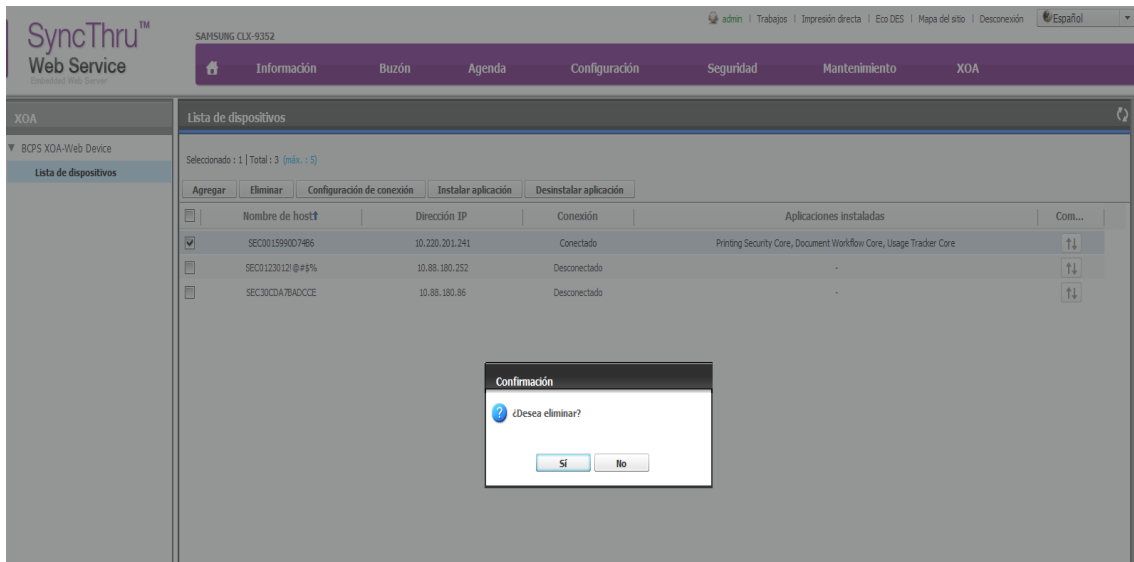 SyncThru™
Web Service
Embedded Web Server
SAMSUNG CLX-9352
admin | Trabajos | Impresión directa | Eco DES | Mapa del sitio | Desconexión
Español
Información Buzón Agenda Configuración Seguridad Mantenimiento XOA
XOA
BCPS XOA-Web Device
Lista de dispositivos
Lista de dispositivos
Seleccionado : 1 | Total : 3 (máx. : 5)
Agregar Eliminar Configuración de conexión Instalar aplicación Desinstalar aplicación
Nombre de host Dirección IP Conexión Aplicaciones instaladas Com...
SEC0015990D74B6 10.220.201.241 Conectado Printing Security Core, Document Workflow Core, Usage Tracker Core
SEC0123012!@#$% 10.88.180.252 Desconectado -
SEC30CDA7BADCCE 10.88.180.86 Desconectado -
Confirmación
¿Desea eliminar?
Sí No